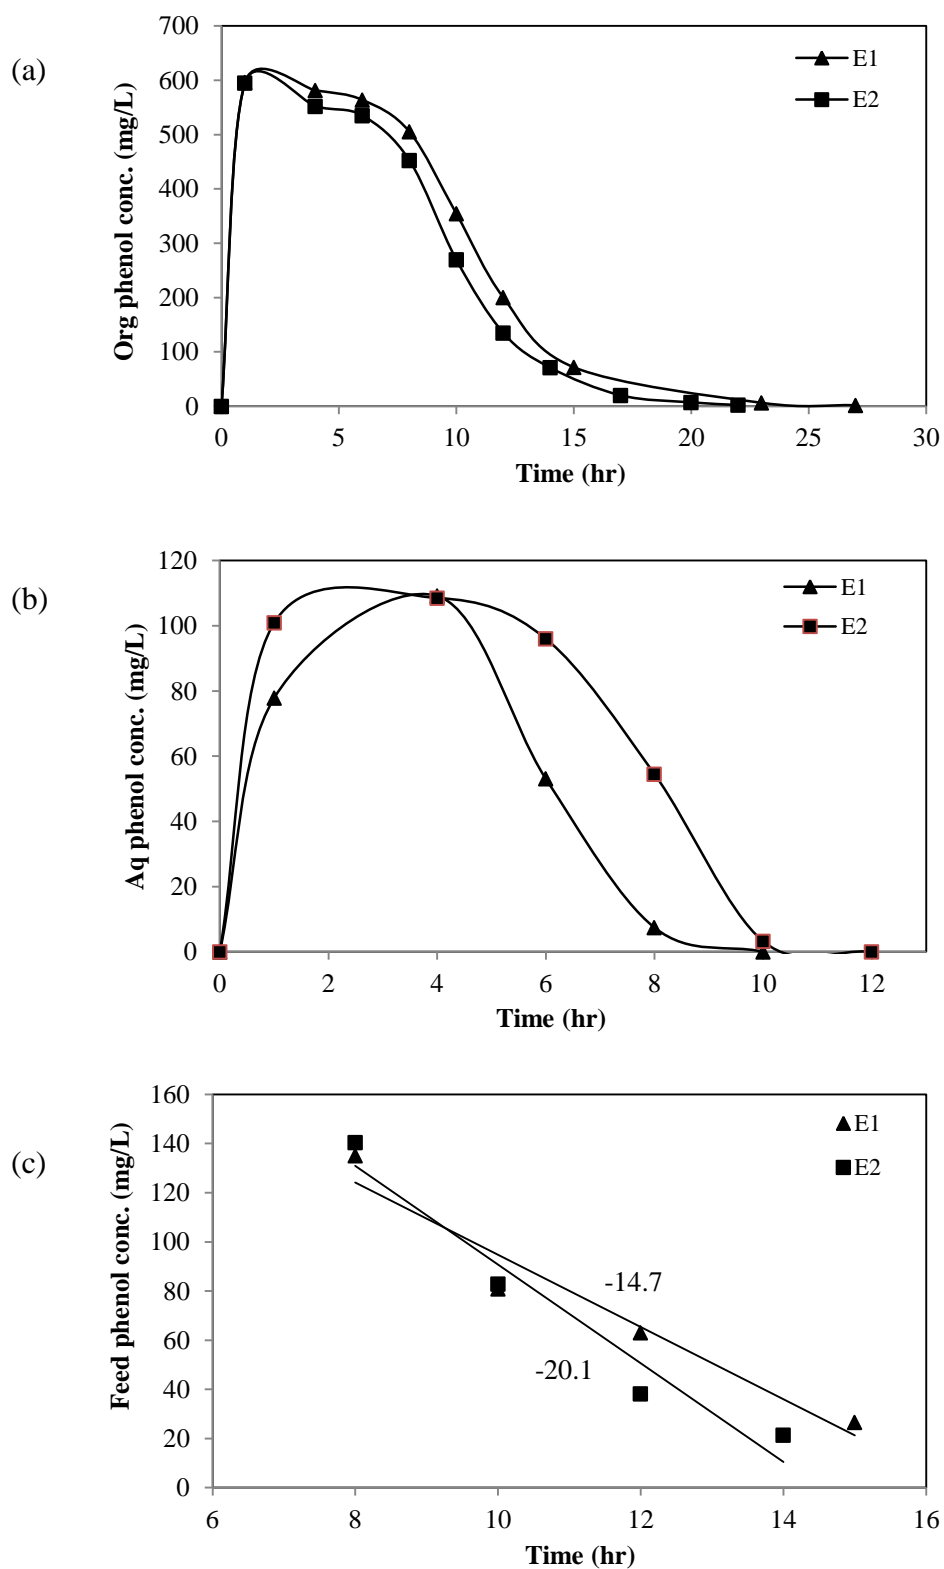 (a)
Org phenol conc. (mg/L)
700
600
500
400
300
200
100
0
0 5 10 15 20 25 30
Time (hr)
E1
E2
(b)
Aq phenol conc. (mg/L)
120
100
80
60
40
20
0
0 2 4 6 8 10 12
Time (hr)
E1
E2
(c)
Feed phenol conc. (mg/L)
160
140
120
100
80
60
40
20
0
6 8 10 12 14 16
Time (hr)
E1
E2
-14.7
-20.1